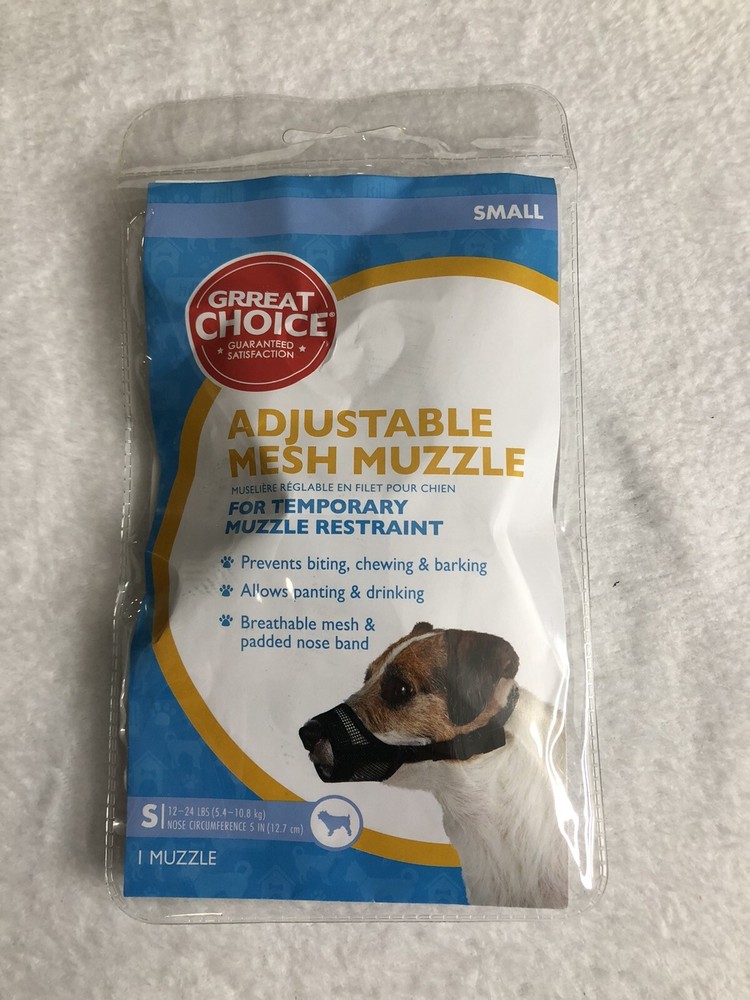 SMALL
GRREAT
CHOICE®
GUARANTEED
SATISFACTION
ADJUSTABLE
MESH MUZZLE
MUSELIÈRE RÉGLABLE EN FILET POUR CHIEN
FOR TEMPORARY
MUZZLE RESTRAINT
Prevents biting, chewing & barking
Allows panting & drinking
Breathable mesh &
padded nose band
S 12-24 LBS (5.4-10.8 kg)
NOSE CIRCUMFERENCE 5 IN (12.7 cm)
1 MUZZLE